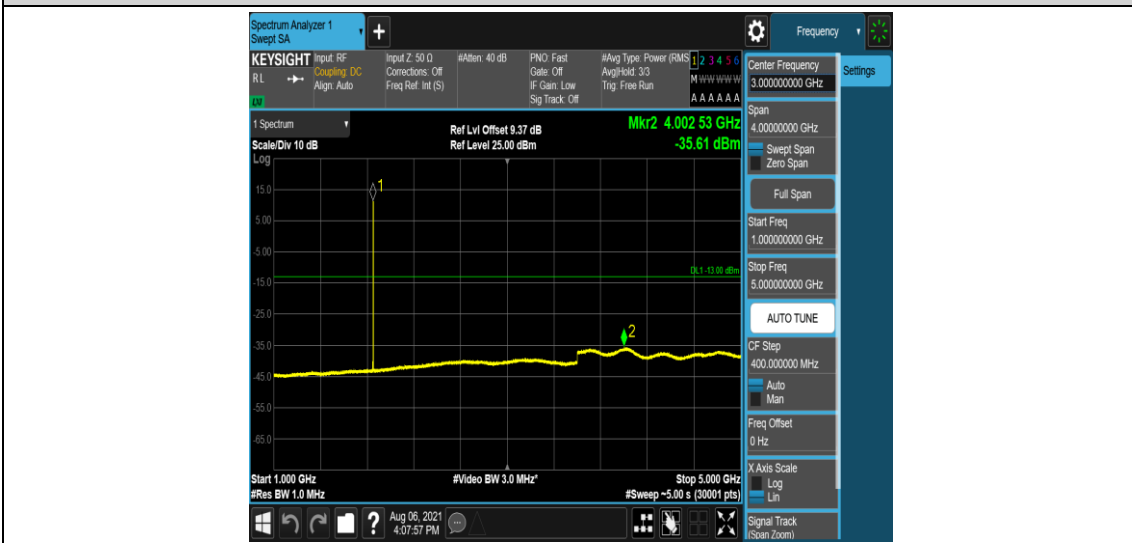 Spectrum Analyzer 1
Swept SA
+
Frequency
KEYSIGHT
RL
LXI
Input: RF
Coupling: DC
Align: Auto
Input Z: 50 Ω
Corrections: Off
Freq Ref: Int (S)
#Atten: 40 dB
PNO: Fast
Gate: Off
IF Gain: Low
Sig Track: Off
#Avg Type: Power (RMS
Avg|Hold: 3/3
Trig: Free Run
1 2 3 4 5 6
M W W W W W
A A A A A A
1 Spectrum
Scale/Div 10 dB
Log
Ref Lvl Offset 9.37 dB
Ref Level 25.00 dBm
Mkr2 4.002 53 GHz
-35.61 dBm
15.0
5.00
-5.00
-15.0
-25.0
-35.0
-45.0
-55.0
-65.0
1
DL1 -13.00 dBm
2
Start 1.000 GHz
#Res BW 1.0 MHz
#Video BW 3.0 MHz*
Stop 5.000 GHz
#Sweep ~5.00 s (30001 pts)
?
Aug 06, 2021
4:07:57 PM
Center Frequency
3.000000000 GHz
Settings
Span
4.00000000 GHz
Swept Span
Zero Span
Full Span
Start Freq
1.000000000 GHz
Stop Freq
5.000000000 GHz
AUTO TUNE
CF Step
400.000000 MHz
Auto
Man
Freq Offset
0 Hz
X Axis Scale
Log
Lin
Signal Track
(Span Zoom)